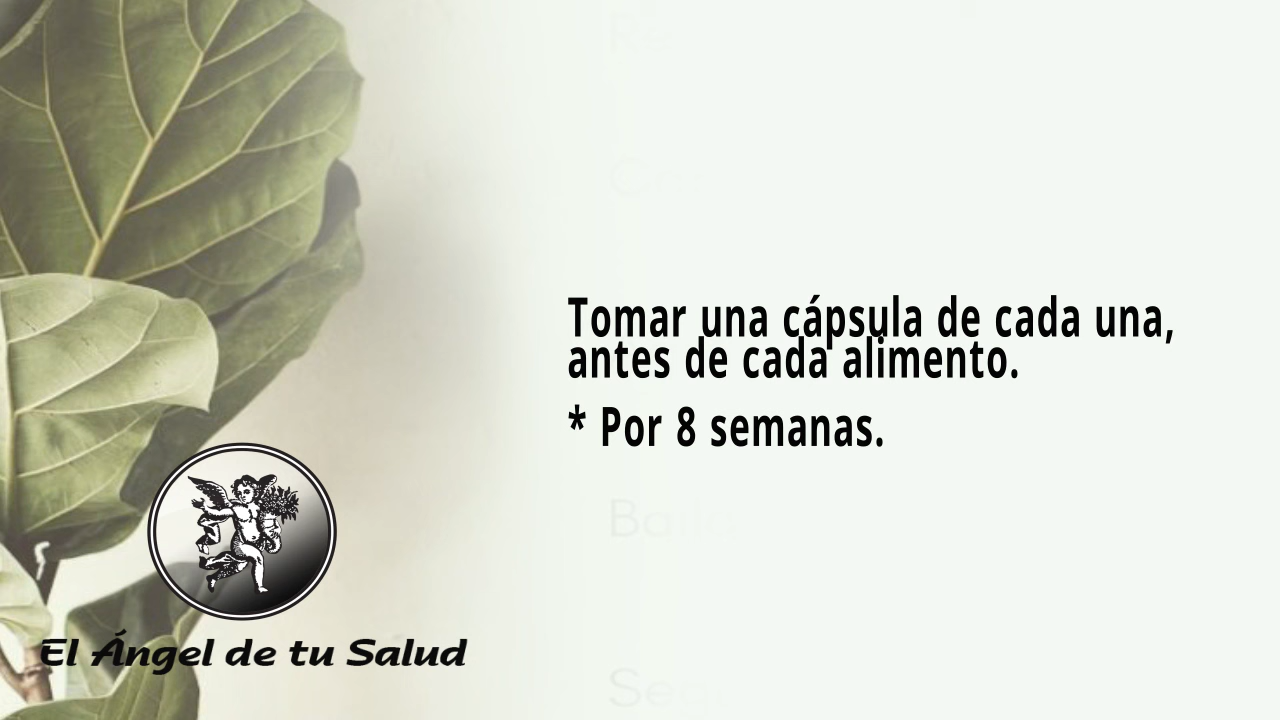 Tomar una cápsula de cada una,
antes de cada alimento.
* Por 8 semanas.
El Ángel de tu Salud